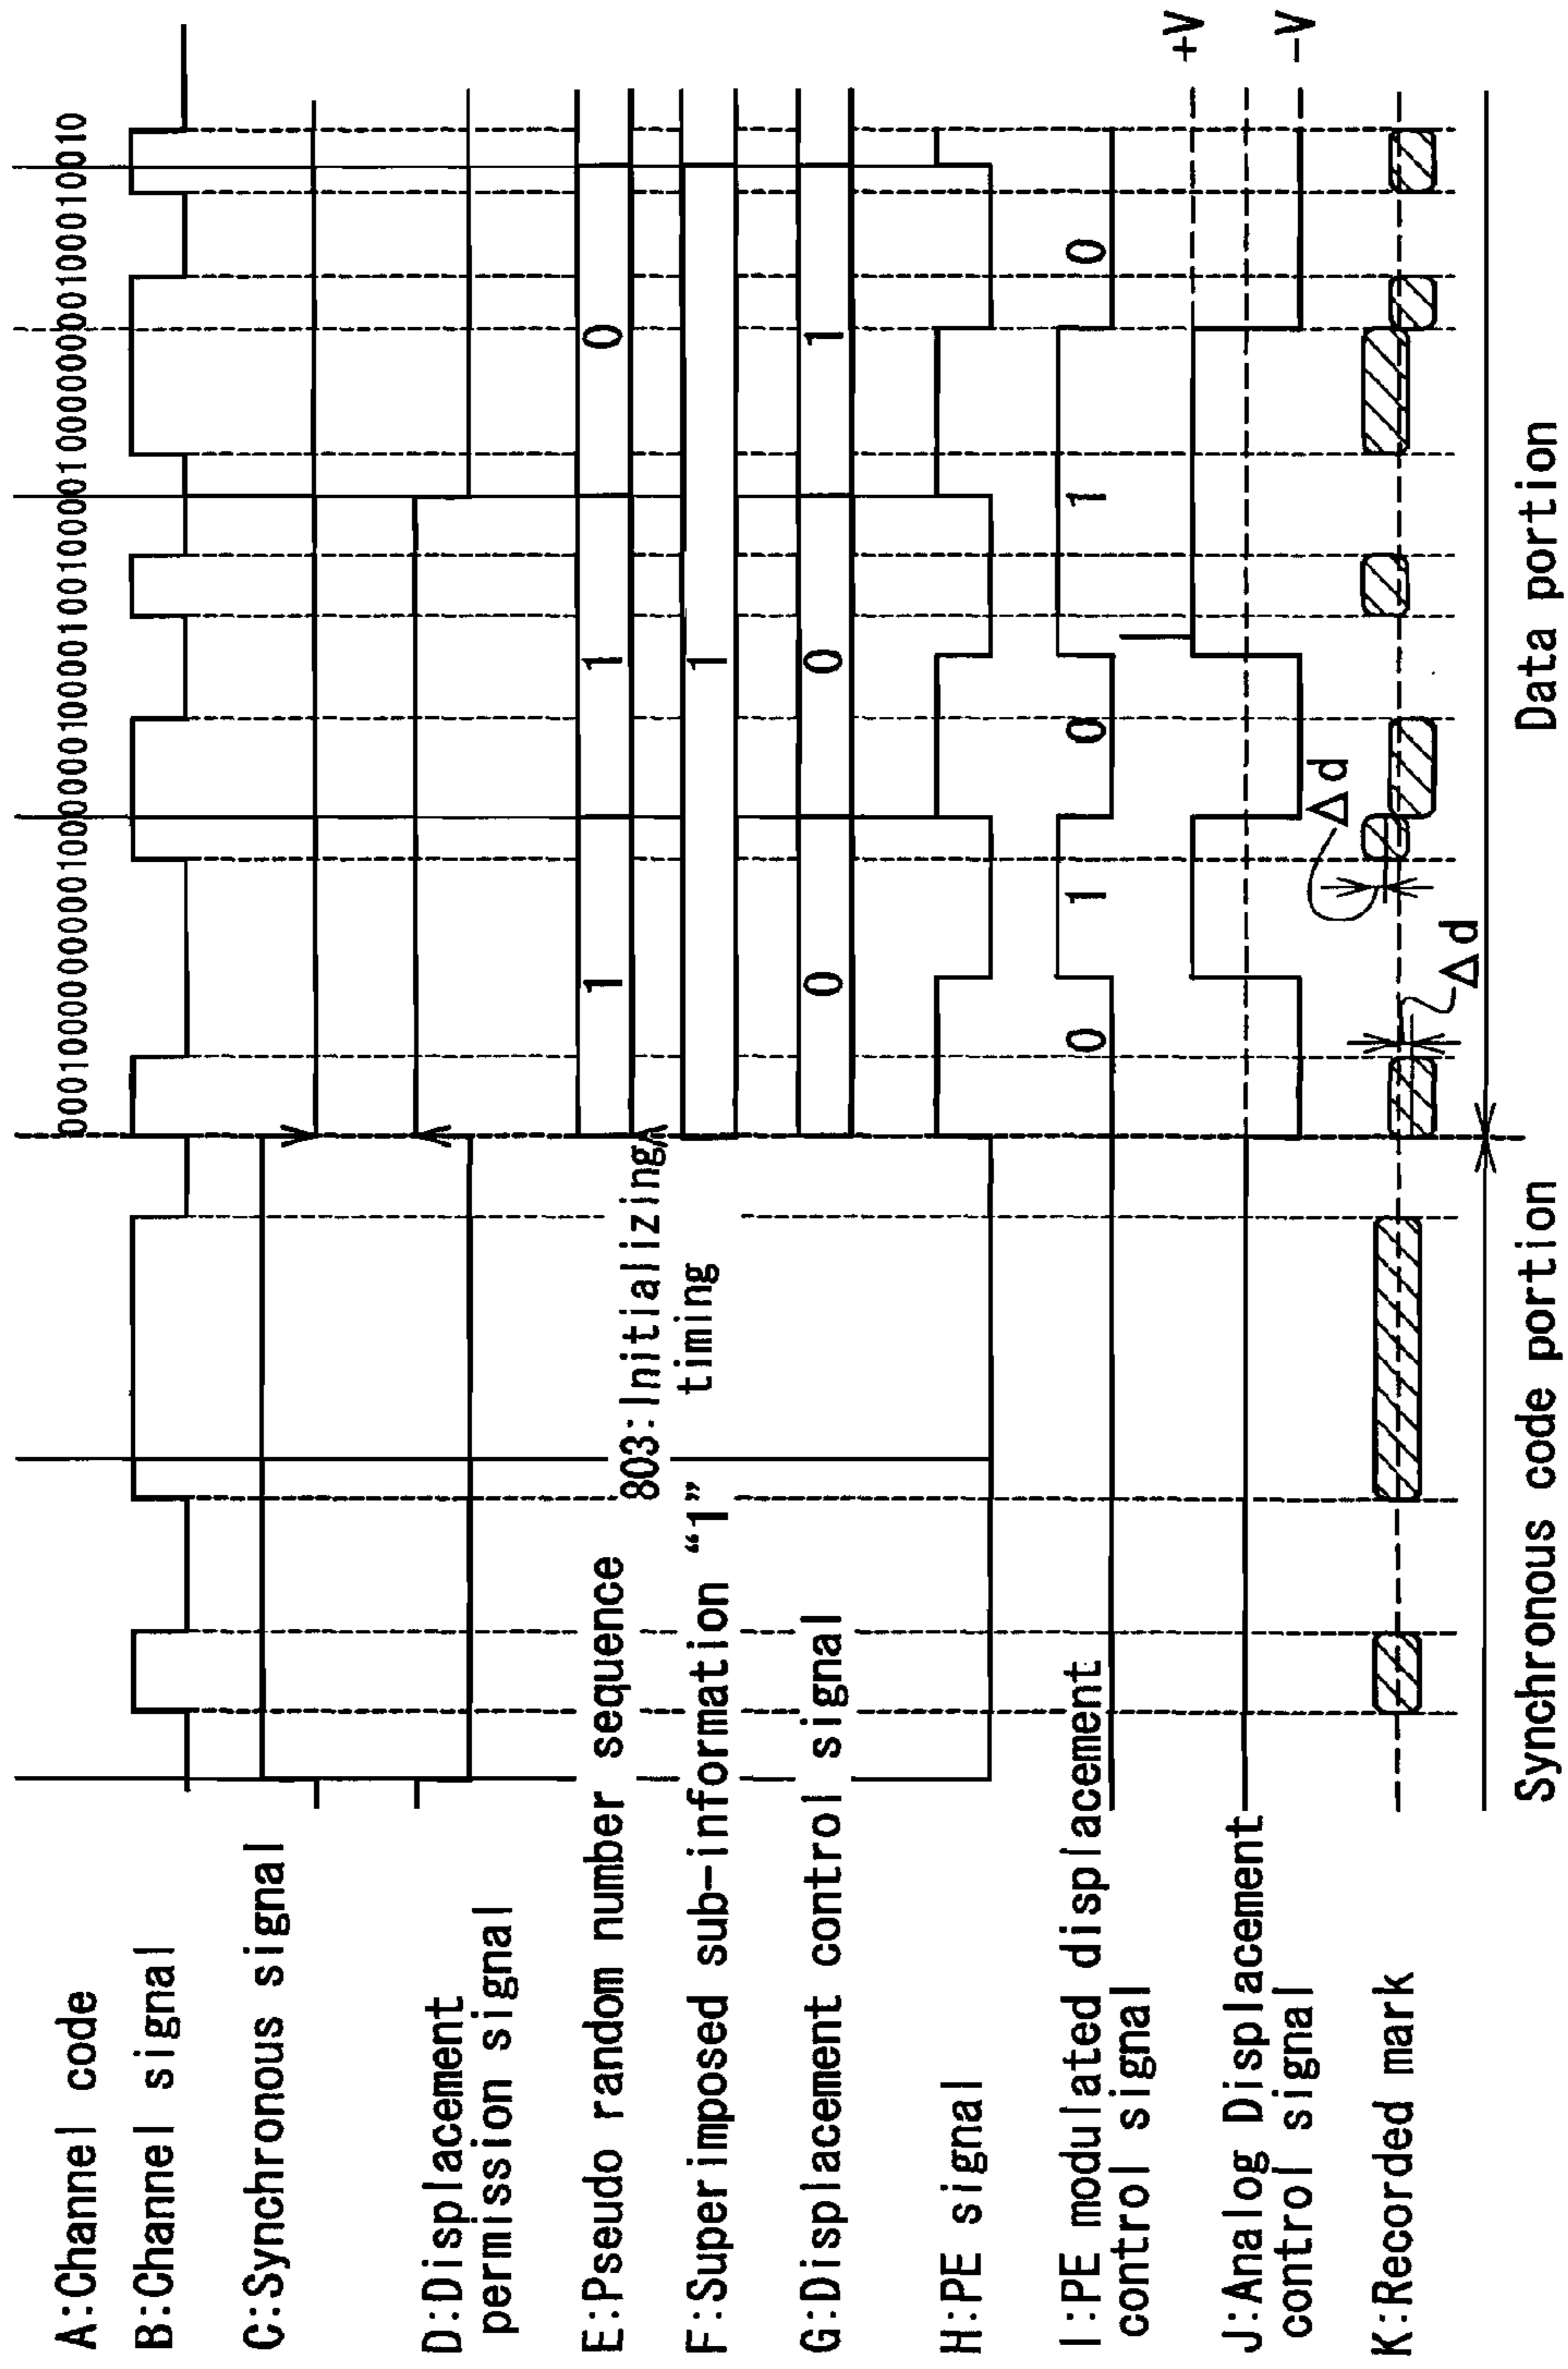 A:Channel code
B:Channel signal
C:Synchronous signal
D:Displacement
permission signal
E:Pseudo random number sequence
1 1 0
803:Initializing
timing
F:Superimposed sub-information “1”
1
G:Displacement control signal
0 0 1
H:PE signal
I:PE modulated displacement
control signal
0 1 0 1 0
J:Analog Displacement
control signal
+V
-V
K:Recorded mark
Δd
Δd
Synchronous code portion
Data portion